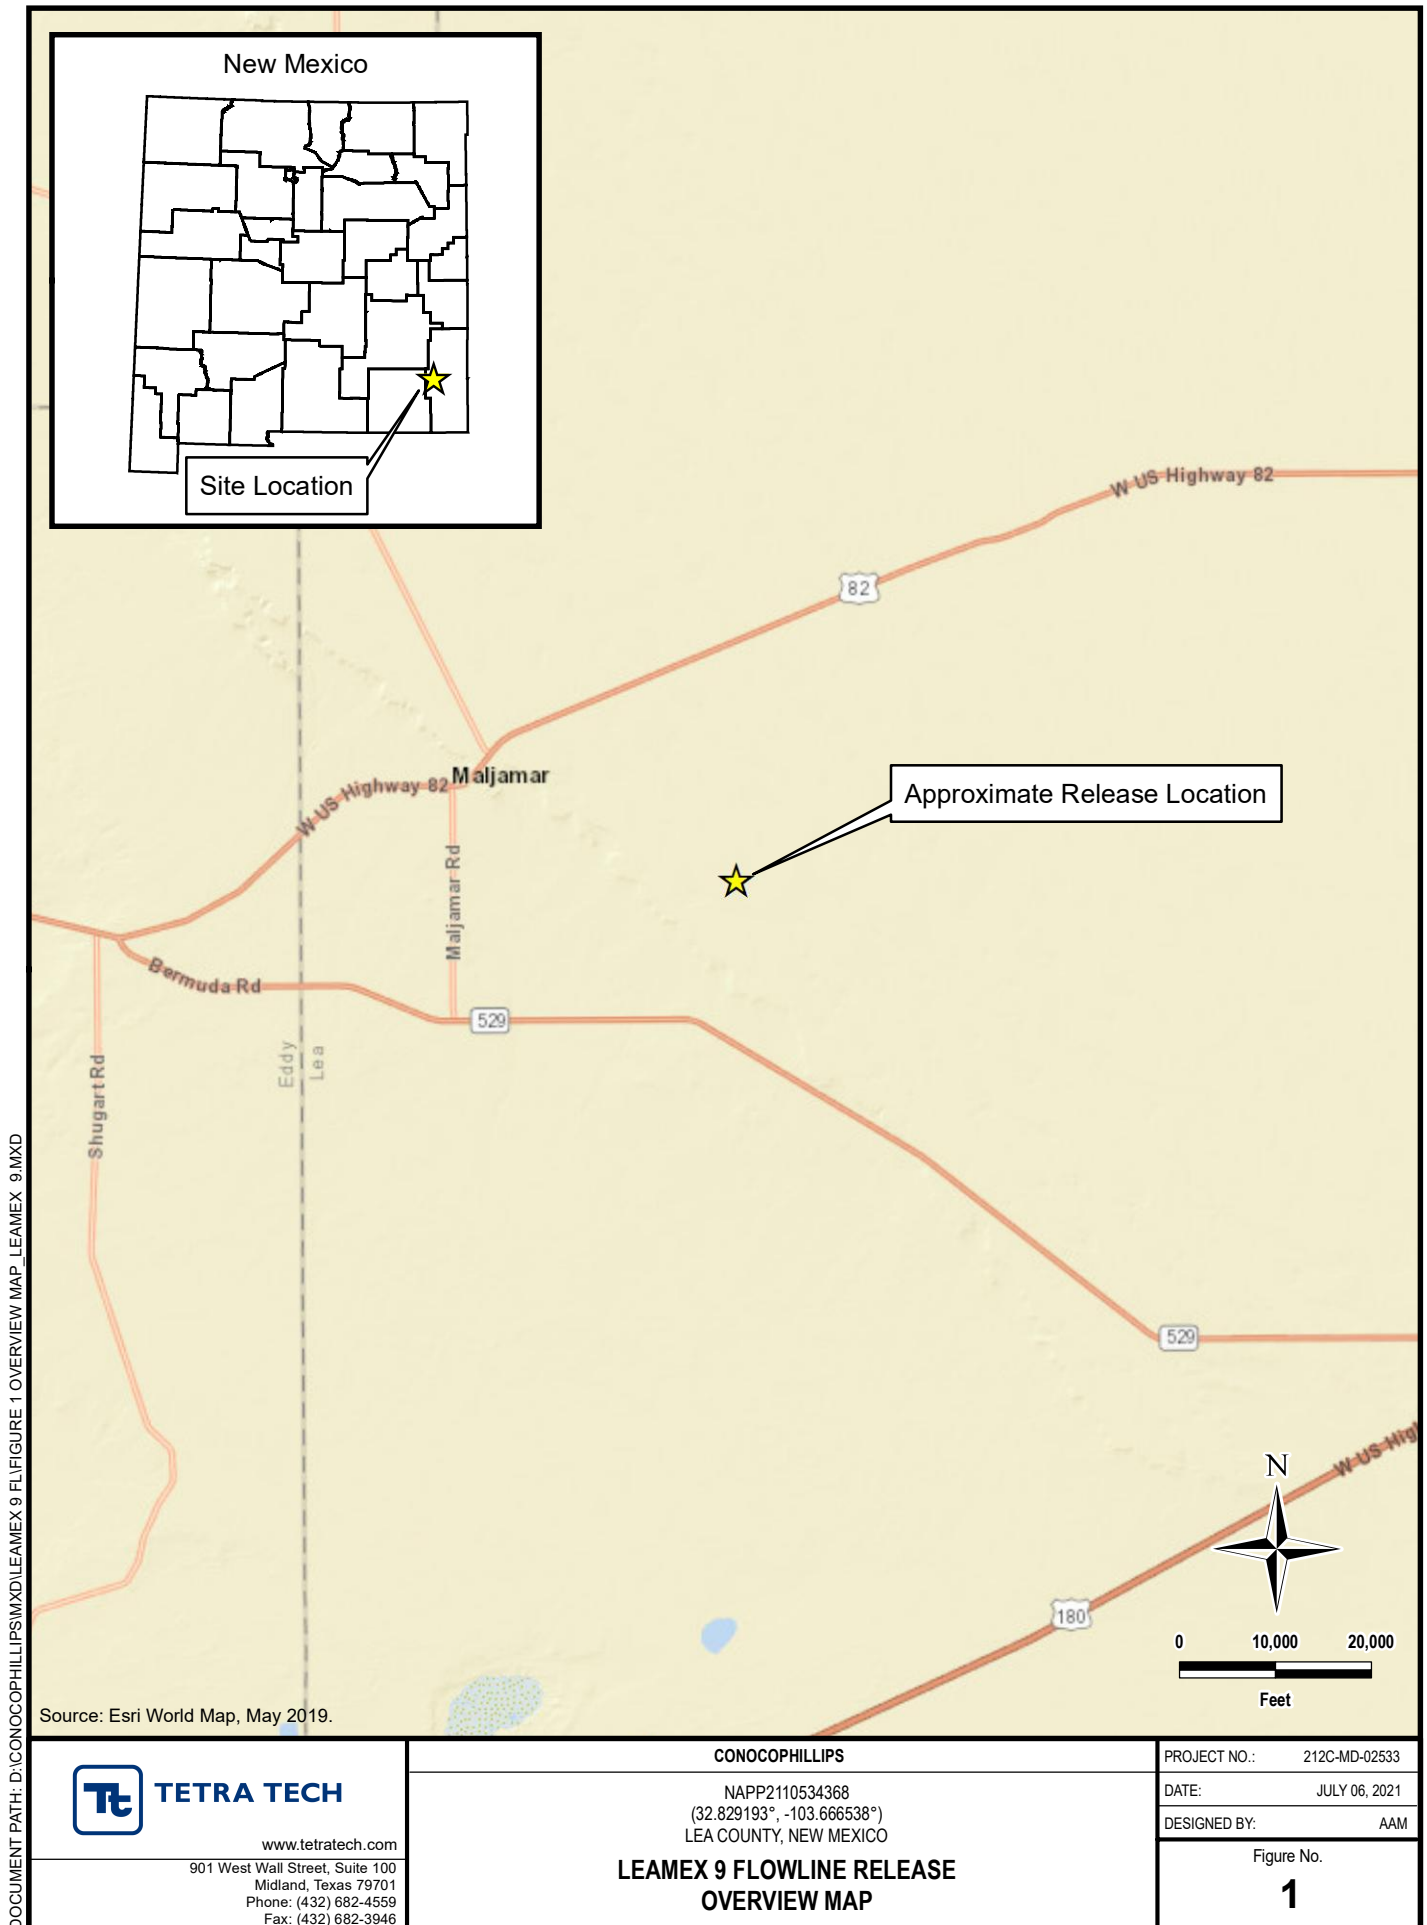 New Mexico
Site Location
W US Highway 82
82
Maljamar
W US Highway 82
Approximate Release Location
Maljamar Rd
Bermuda Rd
529
Eddy
Lea
Shugart Rd
529
W US High
N
180
0 10,000 20,000
Feet
Source: Esri World Map, May 2019.
DOCUMENT PATH: D:\CONOCOPHILLIPS\MXD\LEAMEX 9 FL\FIGURE 1 OVERVIEW MAP_LEAMEX 9.MXD
Tt TETRA TECH
www.tetratech.com
901 West Wall Street, Suite 100
Midland, Texas 79701
Phone: (432) 682-4559
Fax: (432) 682-3946
CONOCOPHILLIPS
NAPP2110534368
(32.829193°, -103.666538°)
LEA COUNTY, NEW MEXICO
LEAMEX 9 FLOWLINE RELEASE
OVERVIEW MAP
PROJECT NO.: 212C-MD-02533
DATE: JULY 06, 2021
DESIGNED BY: AAM
Figure No.
1